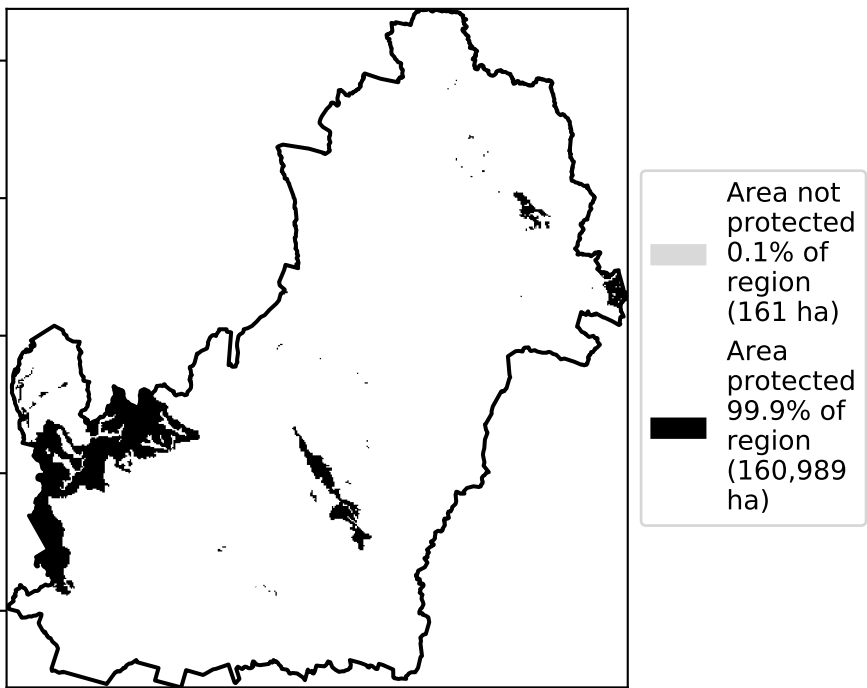 Area not
protected
0.1% of
region
(161 ha)
Area
protected
99.9% of
region
(160,989
ha)